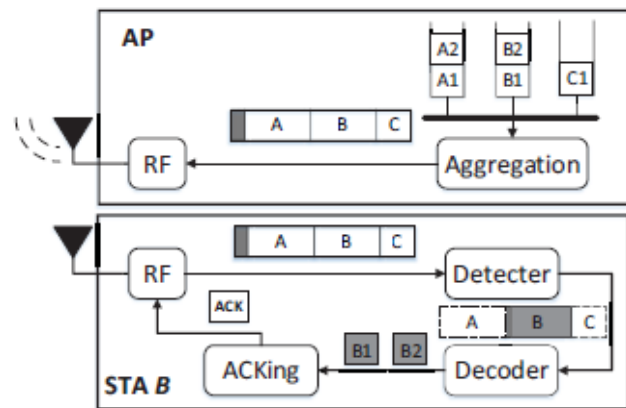 AP
A2 B2
A1 B1 C1
A B C
RF Aggregation
A B C
RF Detecter
ACK
A B C
B1 B2
ACKing Decoder
STA B